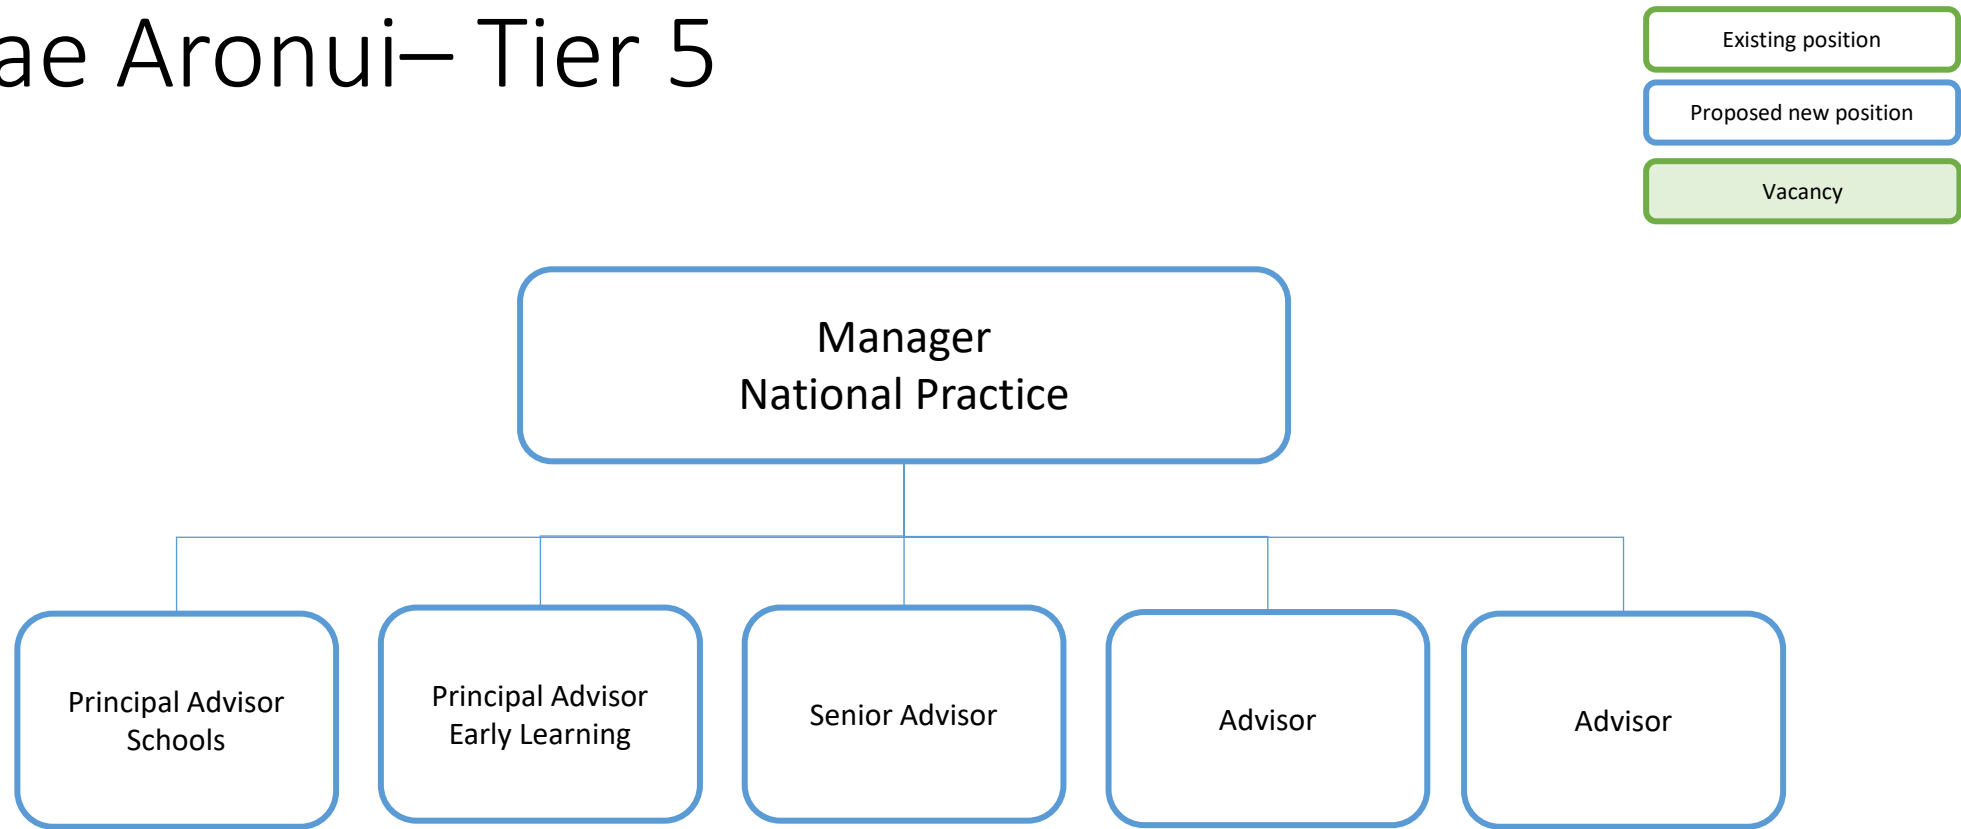 ae Aronui– Tier 5
Existing position
Proposed new position
Vacancy
Manager
National Practice
Principal Advisor
Schools
Principal Advisor
Early Learning
Senior Advisor
Advisor
Advisor